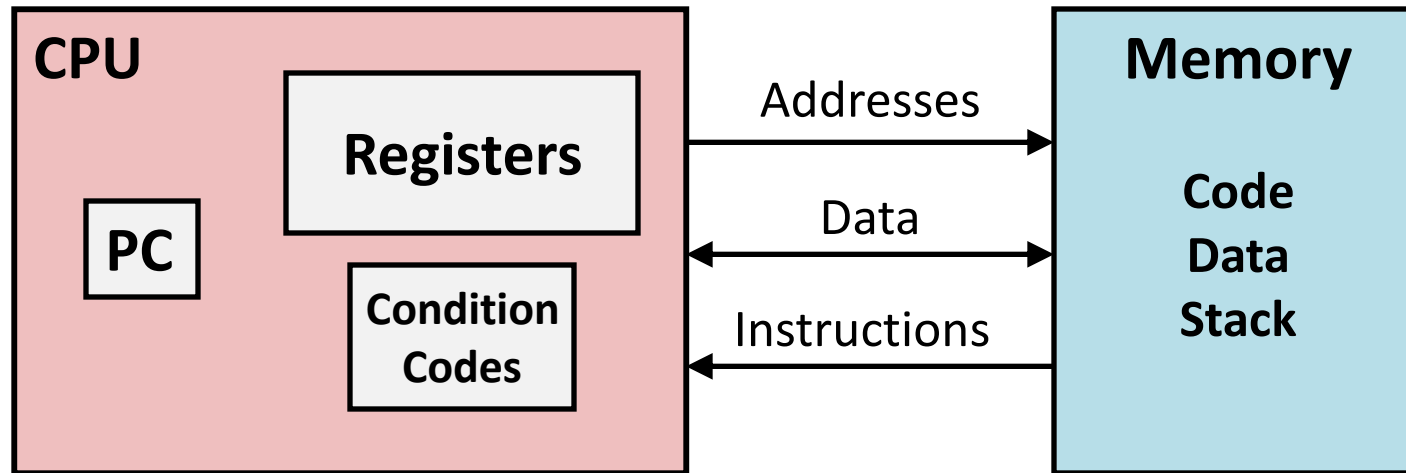 CPU
Registers
PC
Condition
Codes
Addresses
Data
Instructions
Memory
Code
Data
Stack